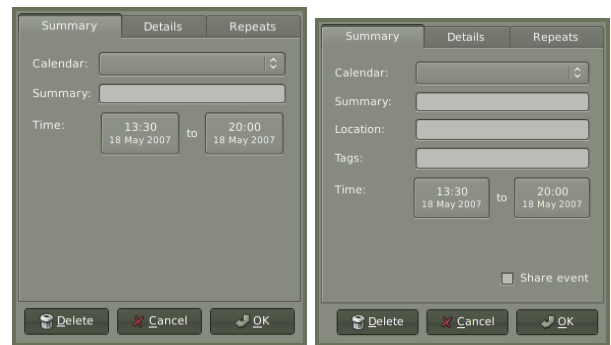 Summary Details Repeats
Calendar:
Summary:
Time: 13:30 to 20:00
18 May 2007 18 May 2007
Delete Cancel OK
Summary Details Repeats
Calendar:
Summary:
Location:
Tags:
Time: 13:30 to 20:00
18 May 2007 18 May 2007
Share event
Delete Cancel OK